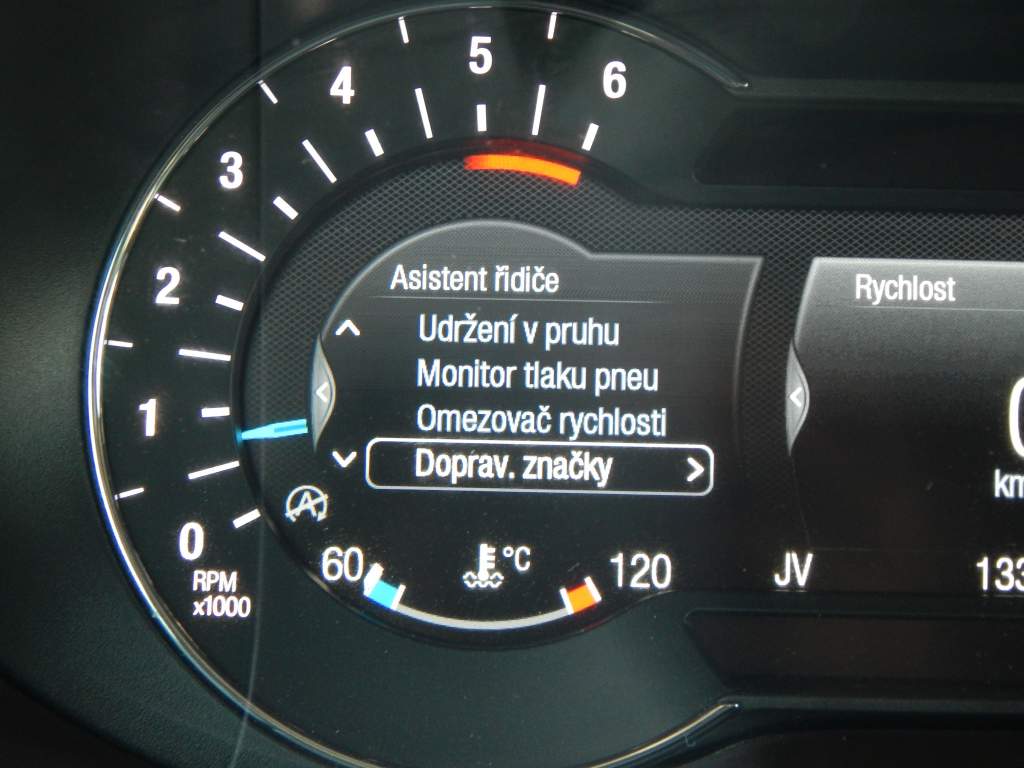 6
5
4
3
2
1
0
RPM
x1000
Asistent řidiče
Udržení v pruhu
Monitor tlaku pneu
Omezovač rychlosti
Doprav. značky
60
°C
120
Rychlost
JV